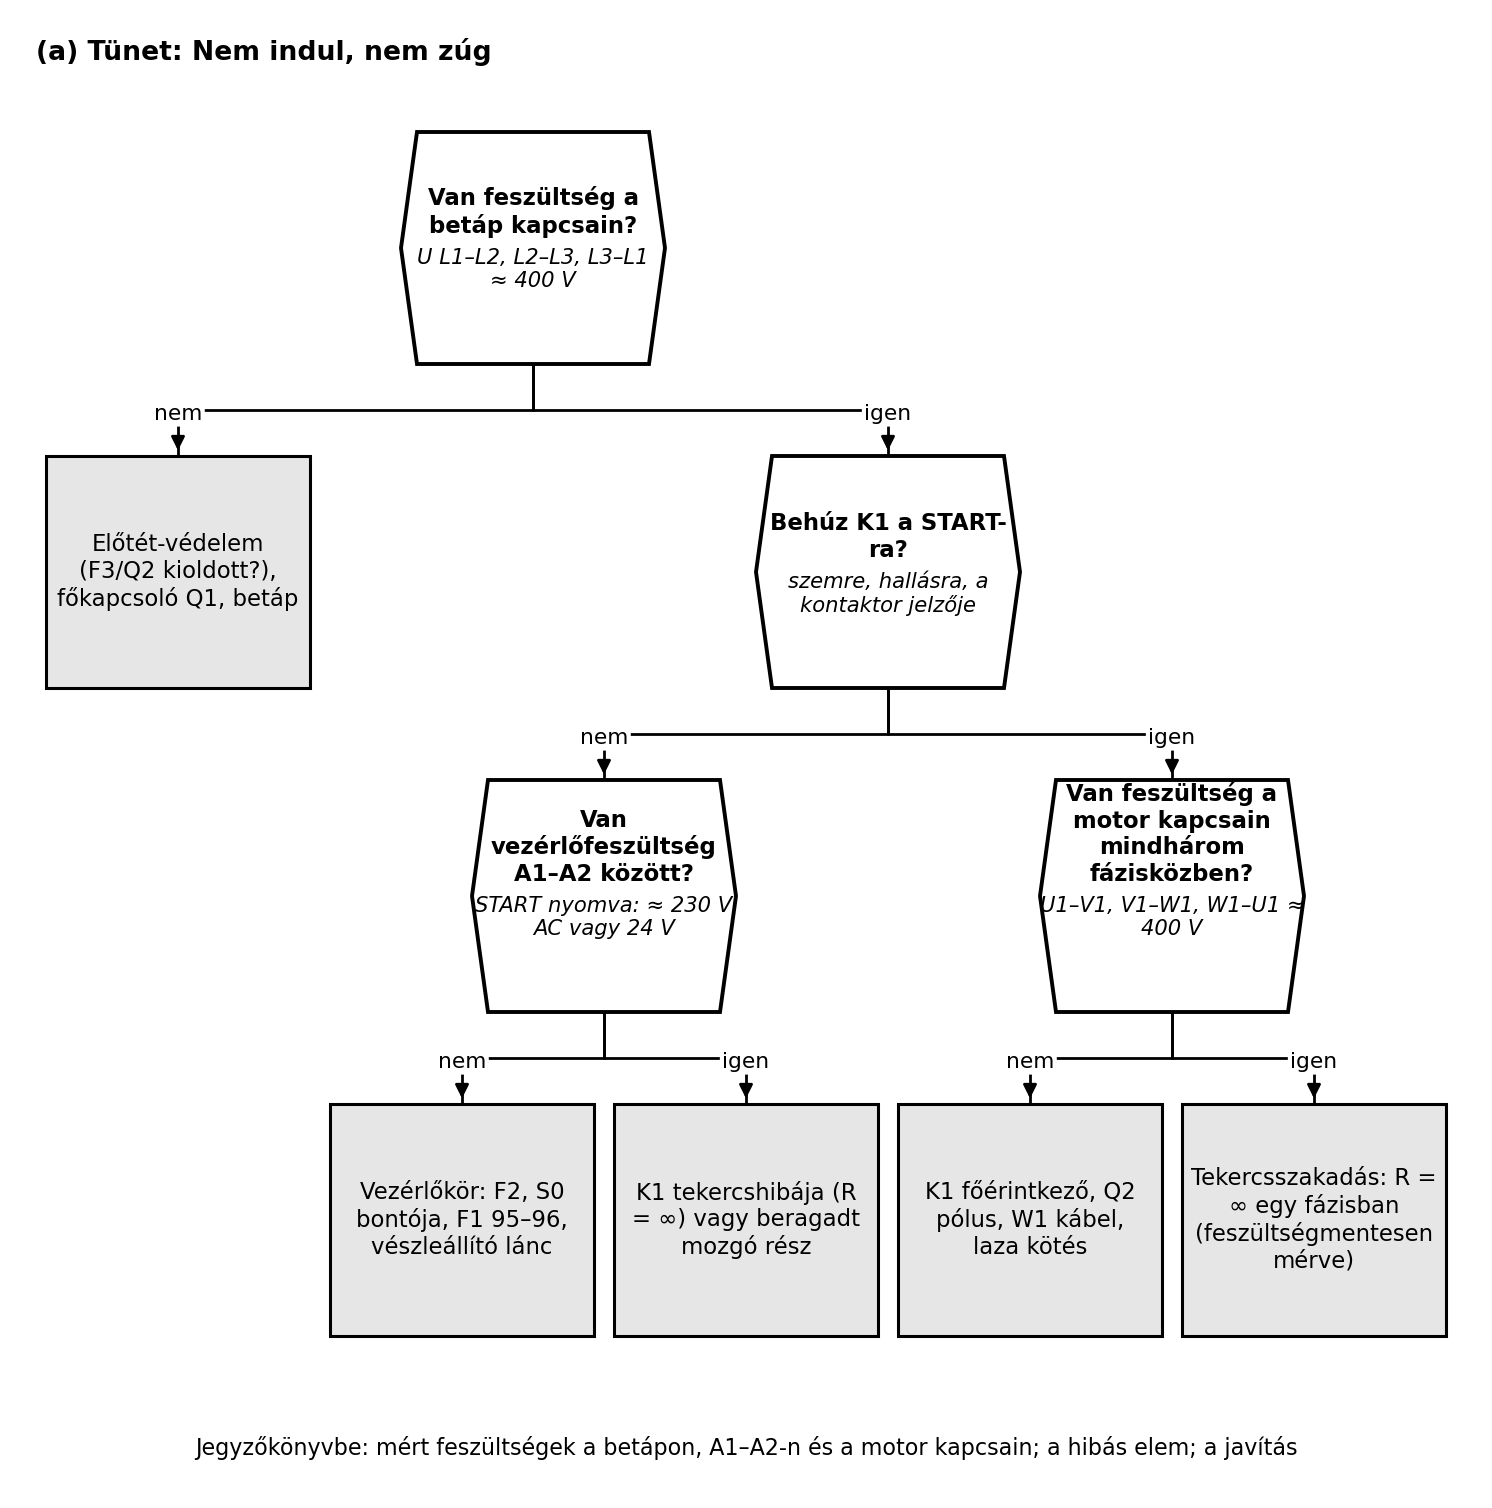 (a) Tünet: Nem indul, nem zúg
Van feszültség a
betáp kapcsain?
U L1–L2, L2–L3, L3–L1
≈ 400 V
nem
igen
Előtét-védelem
(F3/Q2 kioldott?),
főkapcsoló Q1, betáp
Behúz K1 a START-
ra?
szemre, hallásra, a
kontaktor jelzője
nem
igen
Van
vezérlőfeszültség
A1–A2 között?
START nyomva: ≈ 230 V
AC vagy 24 V
Van feszültség a
motor kapcsain
mindhárom
fázisközben?
U1–V1, V1–W1, W1–U1 ≈
400 V
nem
igen
nem
igen
Vezérlőkör: F2, S0
bontója, F1 95–96,
vészleállító lánc
K1 tekercshibája (R
= ∞) vagy beragadt
mozgó rész
K1 főérintkező, Q2
pólus, W1 kábel,
laza kötés
Tekercsszakadás: R =
∞ egy fázisban
(feszültségmentesen
mérve)
Jegyzőkönyvbe: mért feszültségek a betápon, A1–A2-n és a motor kapcsain; a hibás elem; a javítás